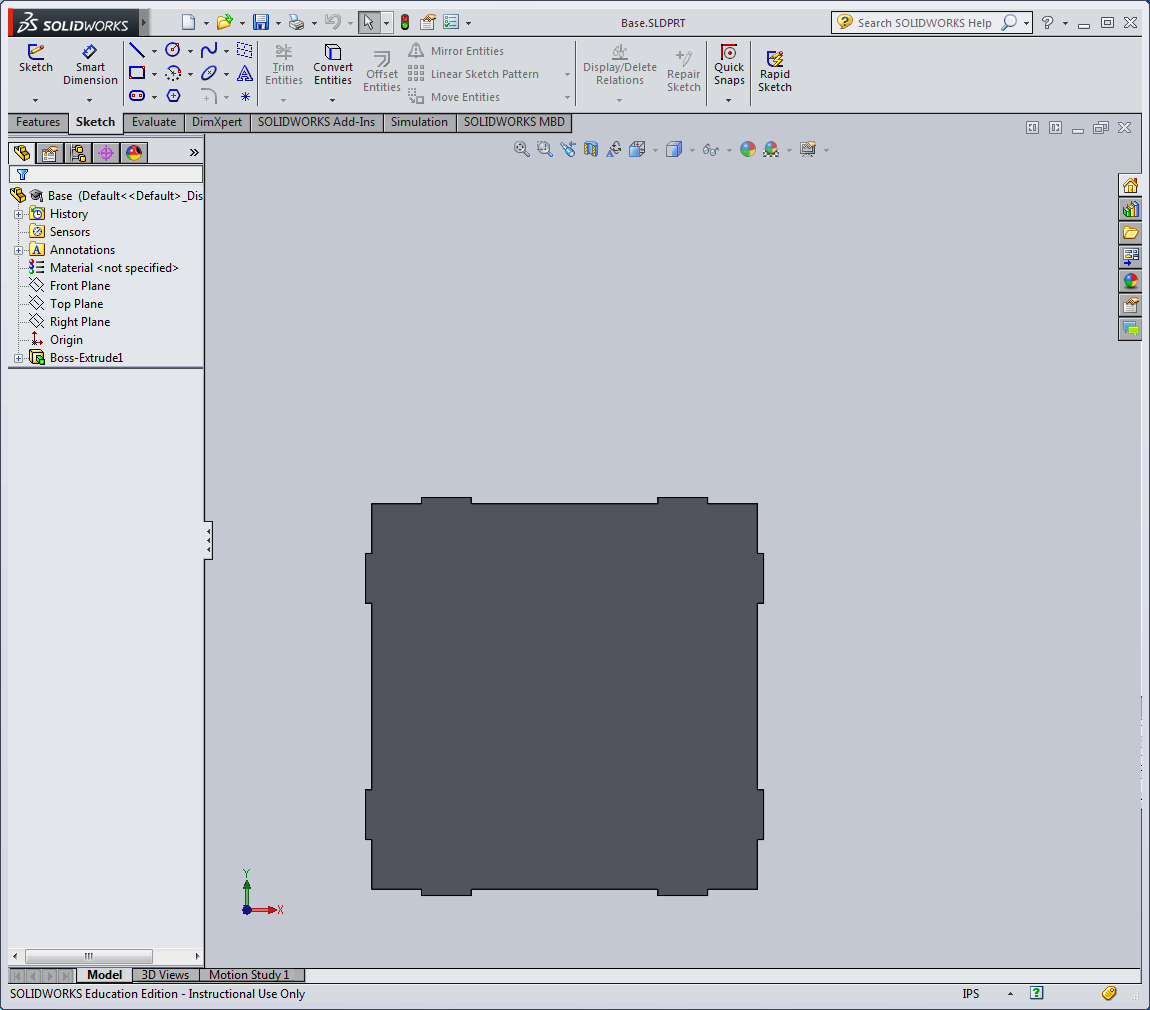 SOLIDWORKS
Base.SLDPRT
Search SOLIDWORKS Help
Sketch
Smart Dimension
Trim Entities
Convert Entities
Offset Entities
Mirror Entities
Linear Sketch Pattern
Move Entities
Display/Delete Relations
Repair Sketch
Quick Snaps
Rapid Sketch
Features
Sketch
Evaluate
DimXpert
SOLIDWORKS Add-Ins
Simulation
SOLIDWORKS MBD
Base (Default<<Default>_Dis
History
Sensors
Annotations
Material <not specified>
Front Plane
Top Plane
Right Plane
Origin
Boss-Extrude1
Y
X
Model
3D Views
Motion Study 1
SOLIDWORKS Education Edition - Instructional Use Only
IPS